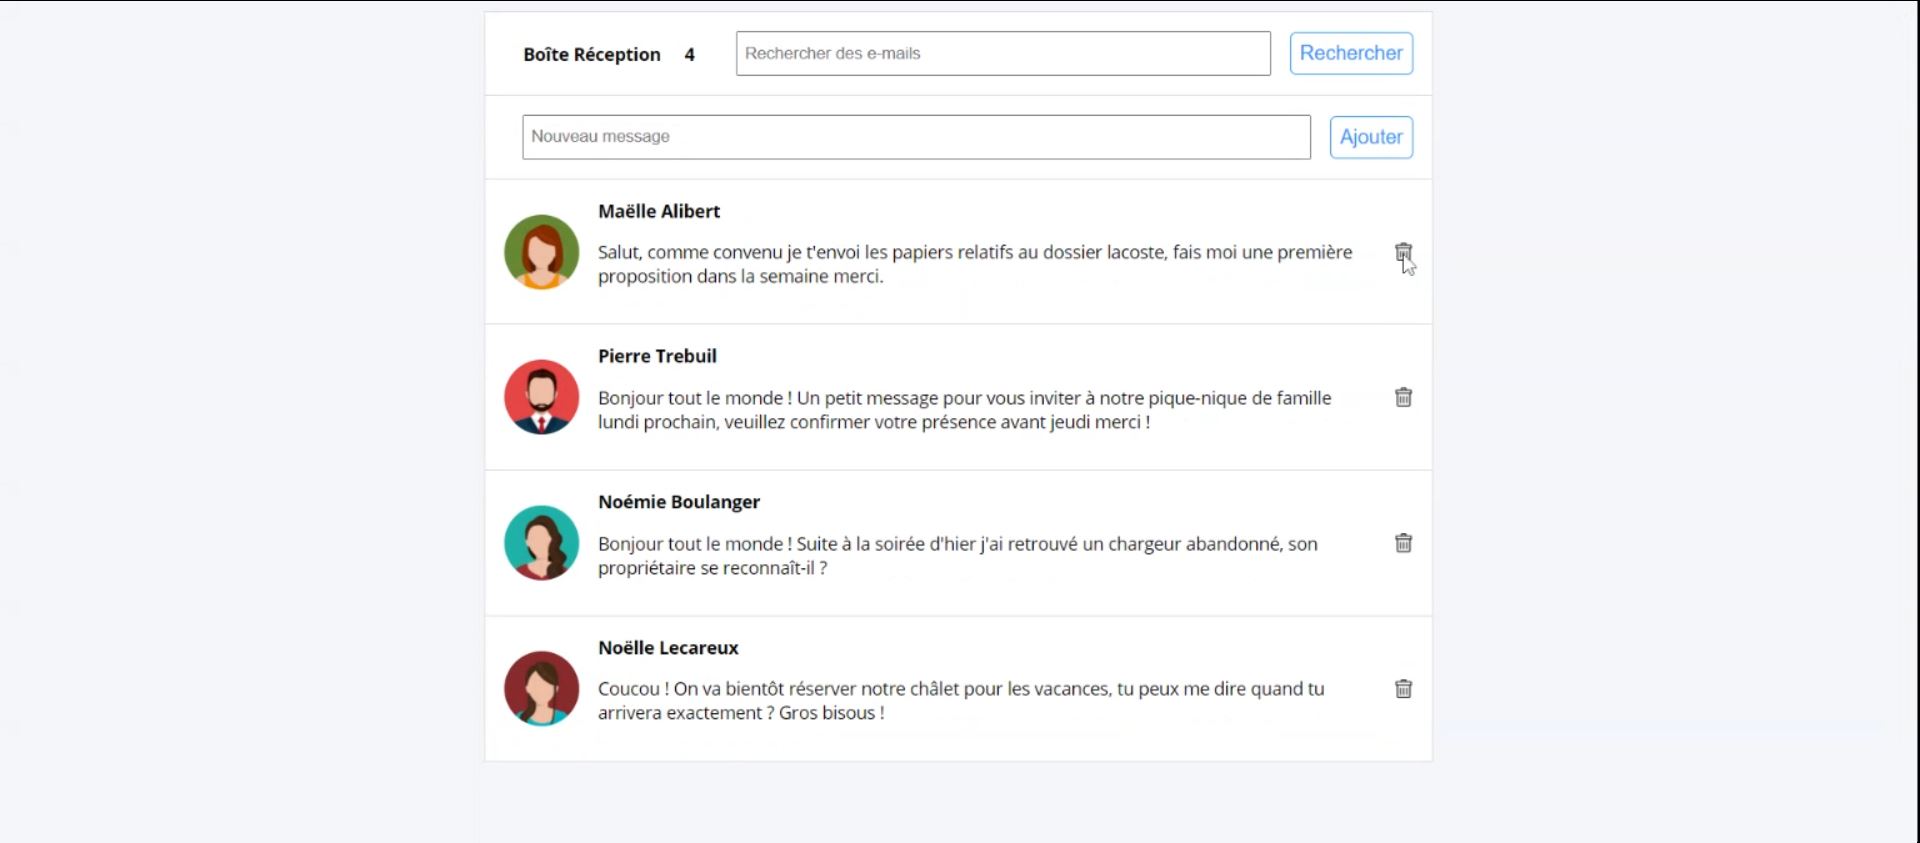 Boîte Réception 4 Rechercher des e-mails Rechercher
Nouveau message Ajouter
Maëlle Alibert
Salut, comme convenu je t'envoi les papiers relatifs au dossier lacoste, fais moi une première
proposition dans la semaine merci.
Pierre Trebuil
Bonjour tout le monde ! Un petit message pour vous inviter à notre pique-nique de famille
lundi prochain, veuillez confirmer votre présence avant jeudi merci !
Noémie Boulanger
Bonjour tout le monde ! Suite à la soirée d'hier j'ai retrouvé un chargeur abandonné, son
propriétaire se reconnaît-il ?
Noëlle Lecareux
Coucou ! On va bientôt réserver notre châlet pour les vacances, tu peux me dire quand tu
arrivera exactement ? Gros bisous !